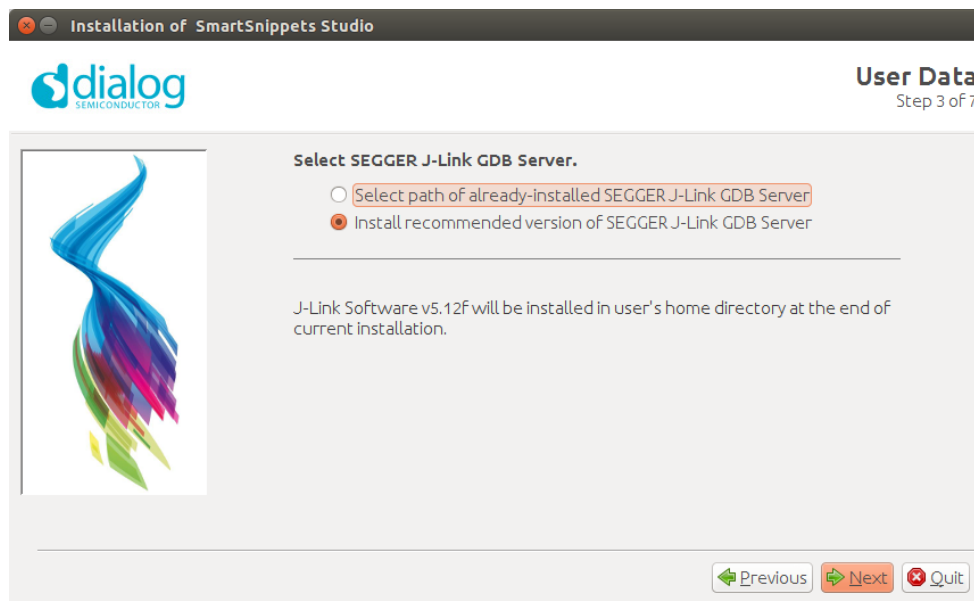 Installation of SmartSnippets Studio
dialog
SEMICONDUCTOR
User Data
Step 3 of 7
Select SEGGER J-Link GDB Server.
Select path of already-installed SEGGER J-Link GDB Server
Install recommended version of SEGGER J-Link GDB Server
J-Link Software v5.12f will be installed in user's home directory at the end of
current installation.
Previous
Next
Quit